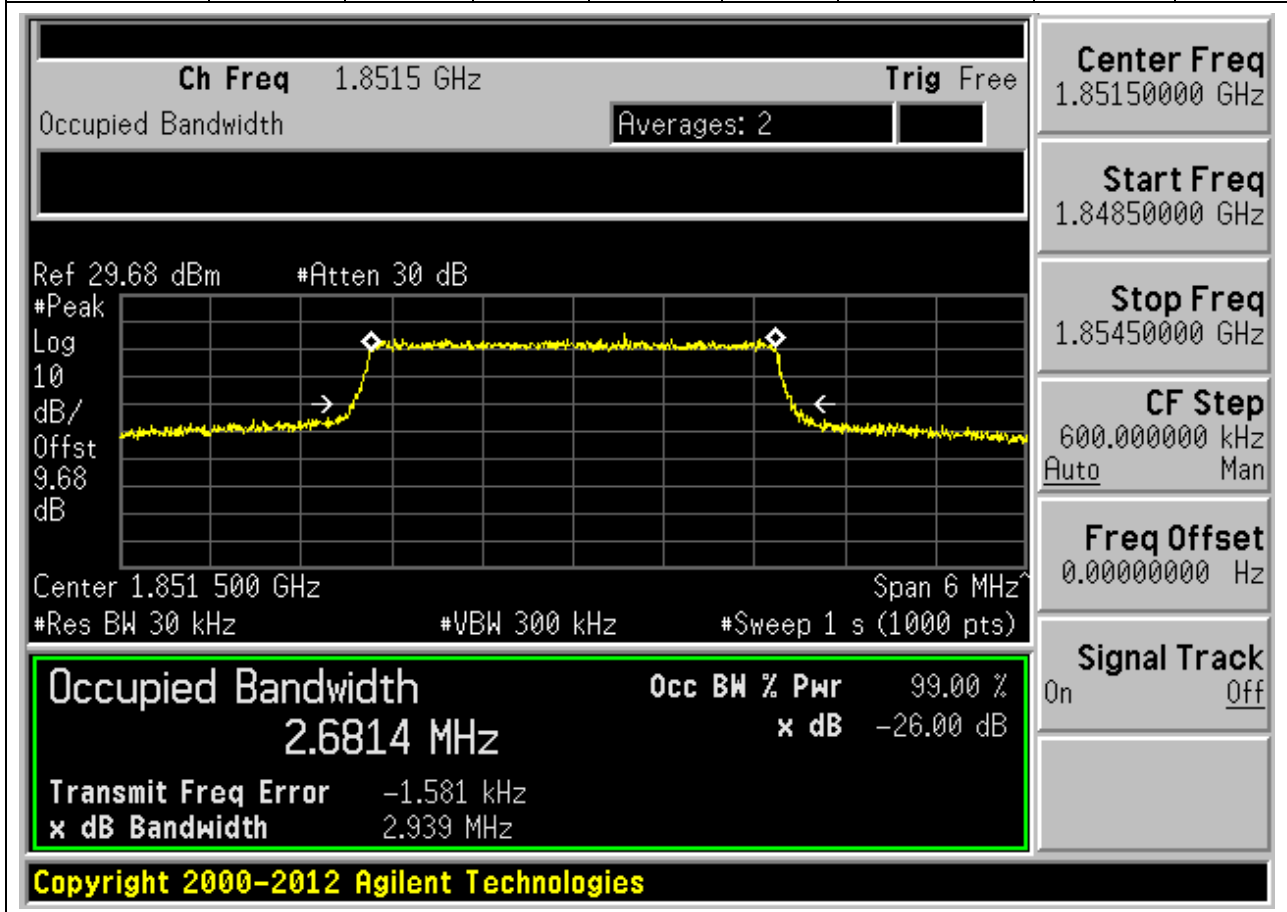 Ch Freq 1.8515 GHz Trig Free
Occupied Bandwidth Averages: 2
Ref 29.68 dBm #Atten 30 dB
#Peak
Log
10
dB/
Offst
9.68
dB
Center 1.851 500 GHz Span 6 MHz^
#Res BW 30 kHz #VBW 300 kHz #Sweep 1 s (1000 pts)
Occupied Bandwidth Occ BW % Pwr 99.00 %
2.6814 MHz x dB -26.00 dB
Transmit Freq Error -1.581 kHz
x dB Bandwidth 2.939 MHz
Copyright 2000-2012 Agilent Technologies
Center Freq
1.85150000 GHz
Start Freq
1.84850000 GHz
Stop Freq
1.85450000 GHz
CF Step
600.000000 kHz
Auto Man
Freq Offset
0.00000000 Hz
Signal Track
On Off